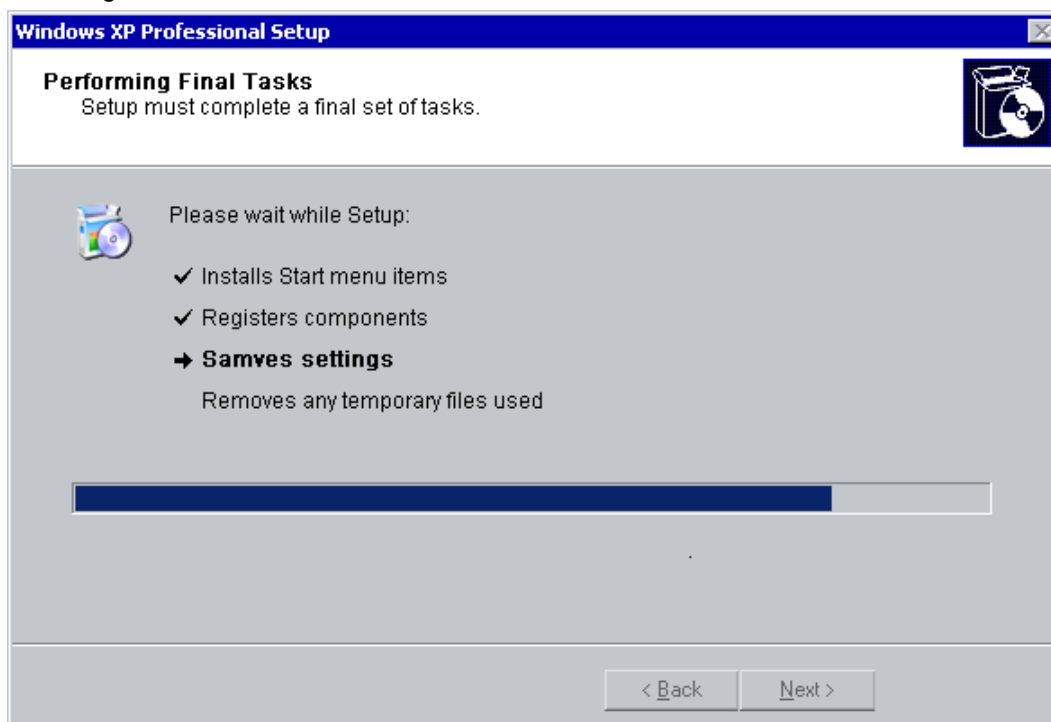 Windows XP Professional Setup
Performing Final Tasks
Setup must complete a final set of tasks.
Please wait while Setup:
Installs Start menu items
Registers components
Samves settings
Removes any temporary files used
< Back
Next >